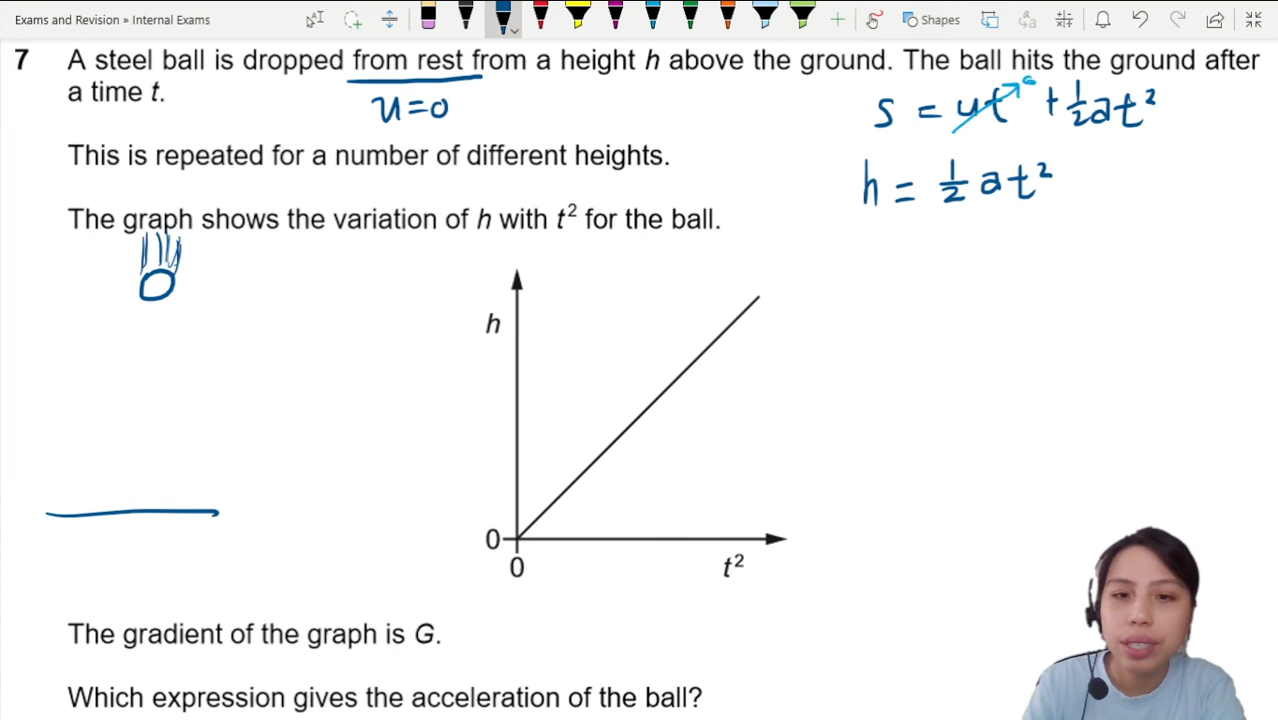 Exams and Revision » Internal Exams
Shapes
7 A steel ball is dropped from rest from a height h above the ground. The ball hits the ground after
a time t.
u=0
s = ut + ½at²
This is repeated for a number of different heights.
h = ½at²
The graph shows the variation of h with t² for the ball.
h
0
0
t²
The gradient of the graph is G.
Which expression gives the acceleration of the ball?